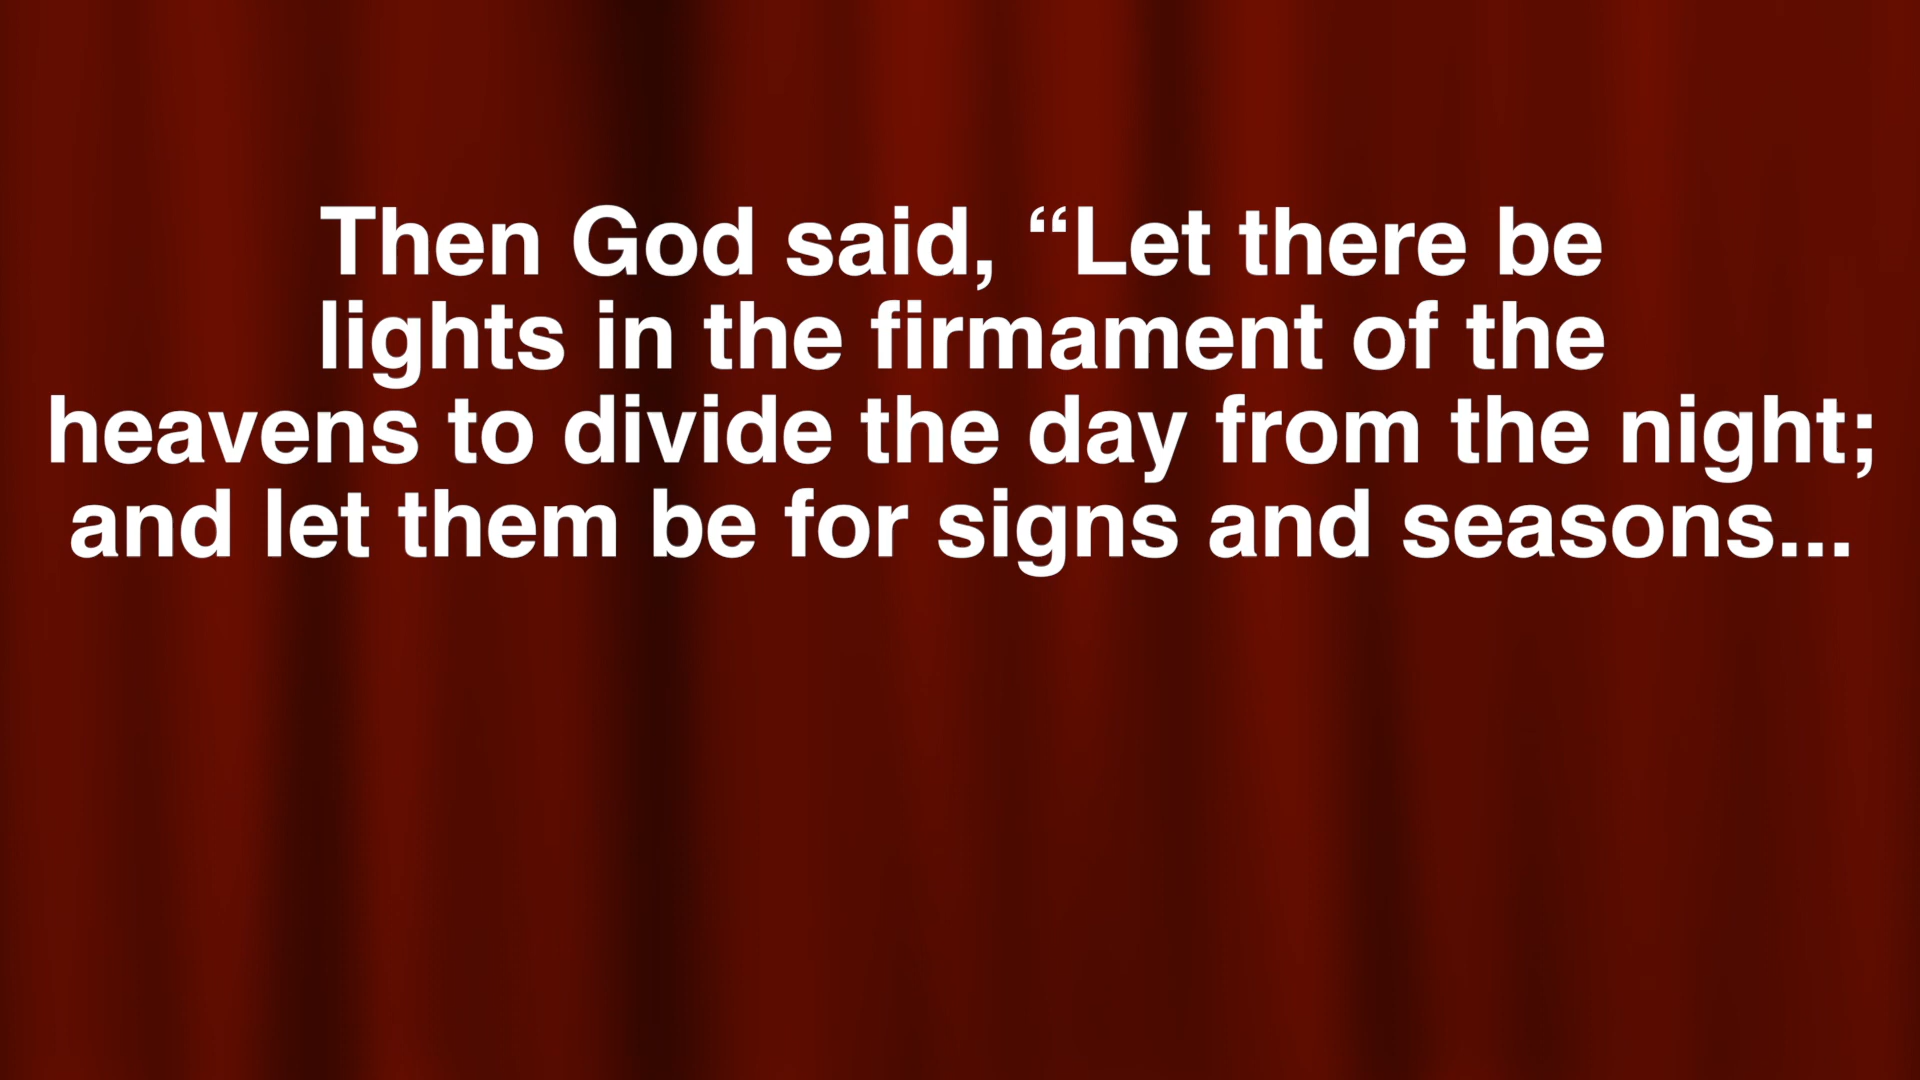 Then God said, “Let there be
lights in the firmament of the
heavens to divide the day from the night;
and let them be for signs and seasons...